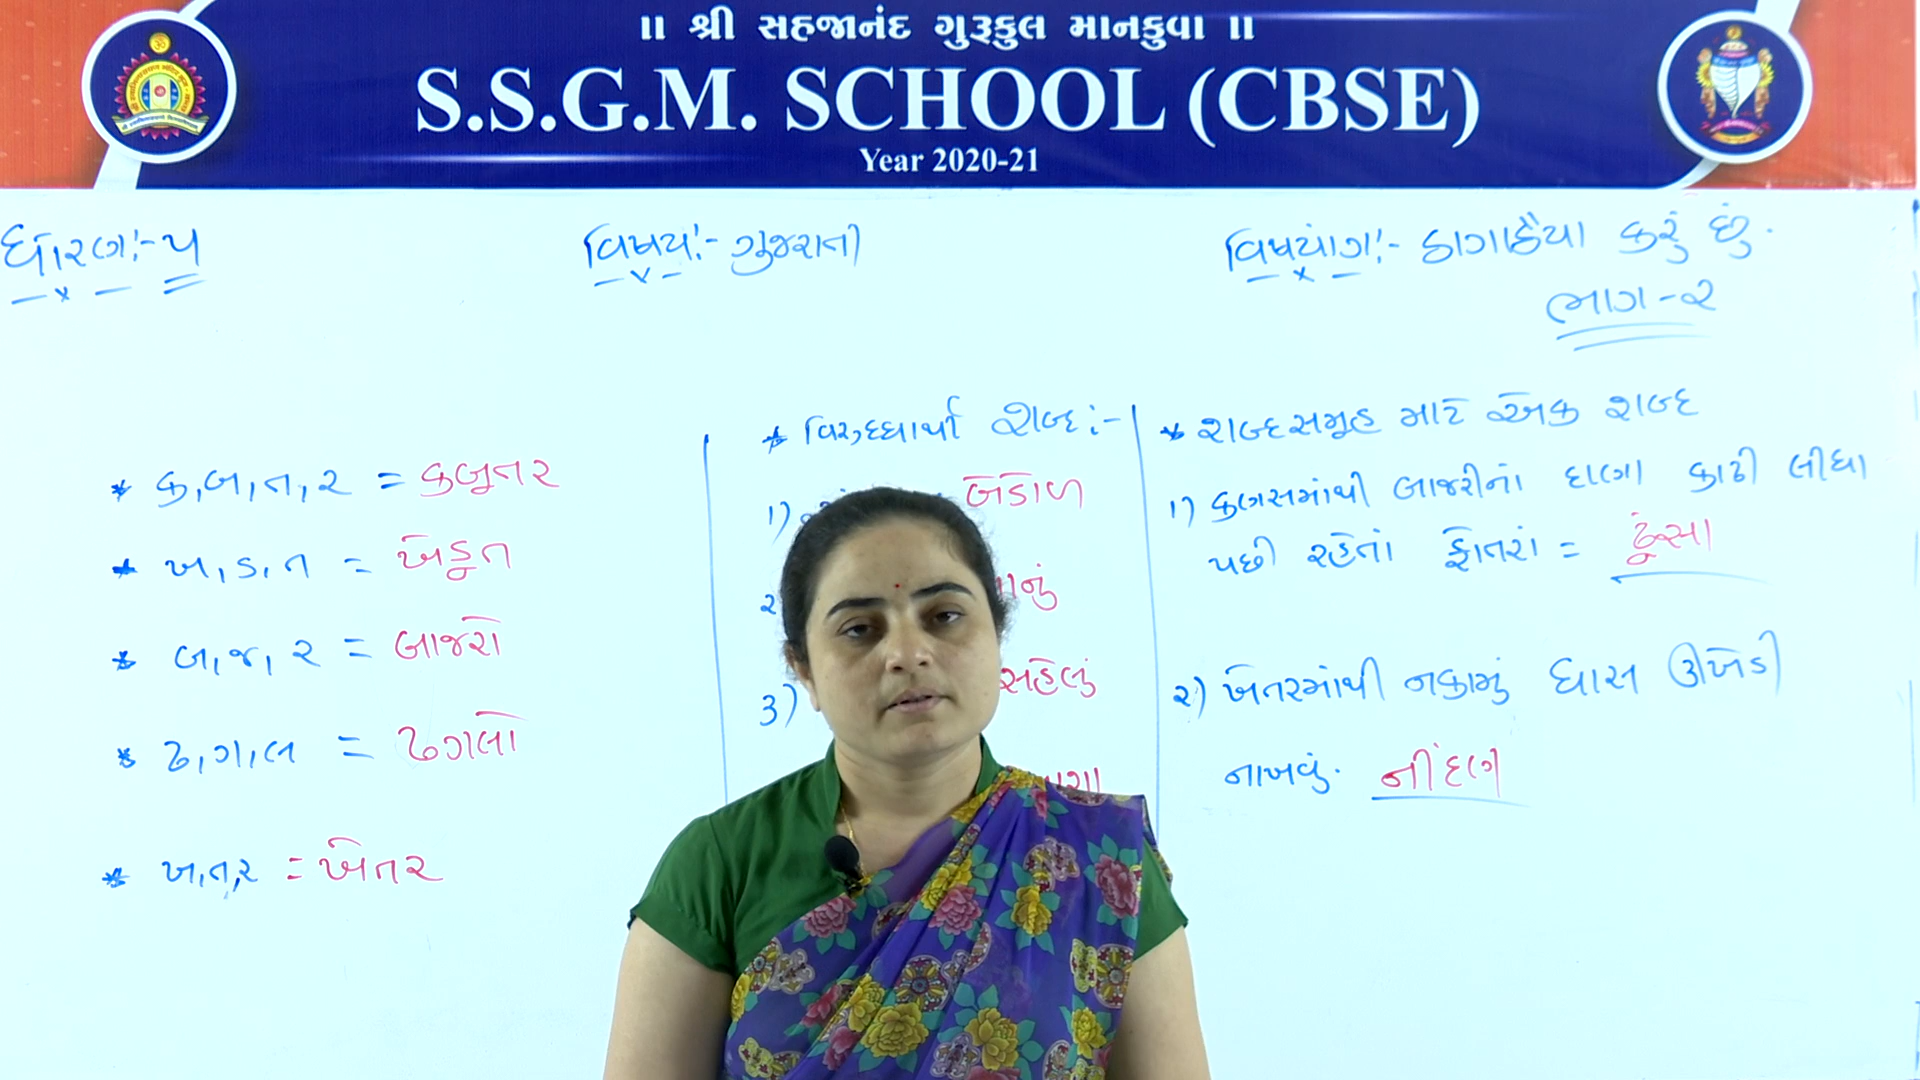 ॥ શ્રી સહજાનંદ ગુરૂકુલ માનકુવા ॥
S.S.G.M. SCHOOL (CBSE)
Year 2020-21
ધોરણ:- ૫
વિષય:- ગુજરાતી
વિષયાંગ:- ઠાગાઠૈયા કરું છું.
ભાગ - ૨
* ક,બ,ત,ર = કબૂતર
* ખ,ડ,ત = ખેડૂત
* બ,જ,ર = બાજરો
* ઢ,ગ,લ = ઢગલો
* ખ,ત,ર = ખેતર
* વિરુદ્ધાર્થી શબ્દ:-
૧) બેડોળ
૨
૩) સહેલું
* શબ્દસમૂહ માટે એક શબ્દ
૧) કણસમાંથી બાજરીનાં દાણા કાઢી લીધા
પછી રહેતાં ફોતરાં = ઢૂંસા
૨) ખેતરમાંથી નકામું ઘાસ ઊખેડી
નાખવું. નીંદણ